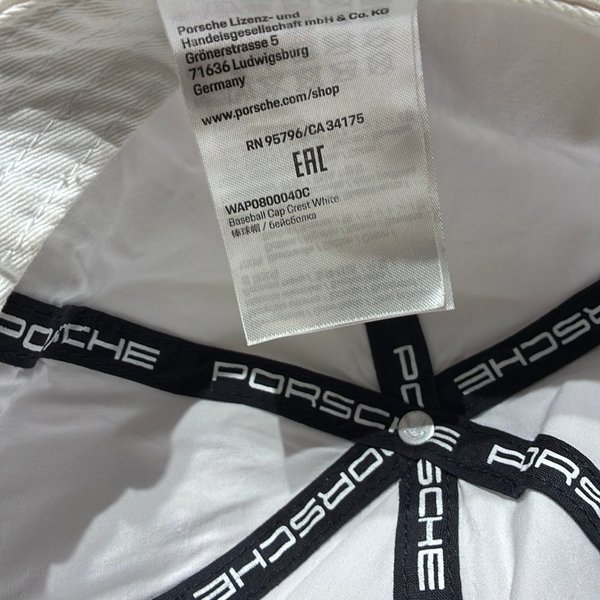 Porsche Lizenz- und
Handelsgesellschaft mbH & Co. KG
Grönerstrasse 5
71636 Ludwigsburg
Germany
www.porsche.com/shop
RN 95796/CA 34175
EAC
WAP0800040C
Baseball Cap Crest White
棒球帽 / бейсболка
PORSCHE
PORSCHE
PORSCHE
PORSCHE
PORSCHE
PORSCHE